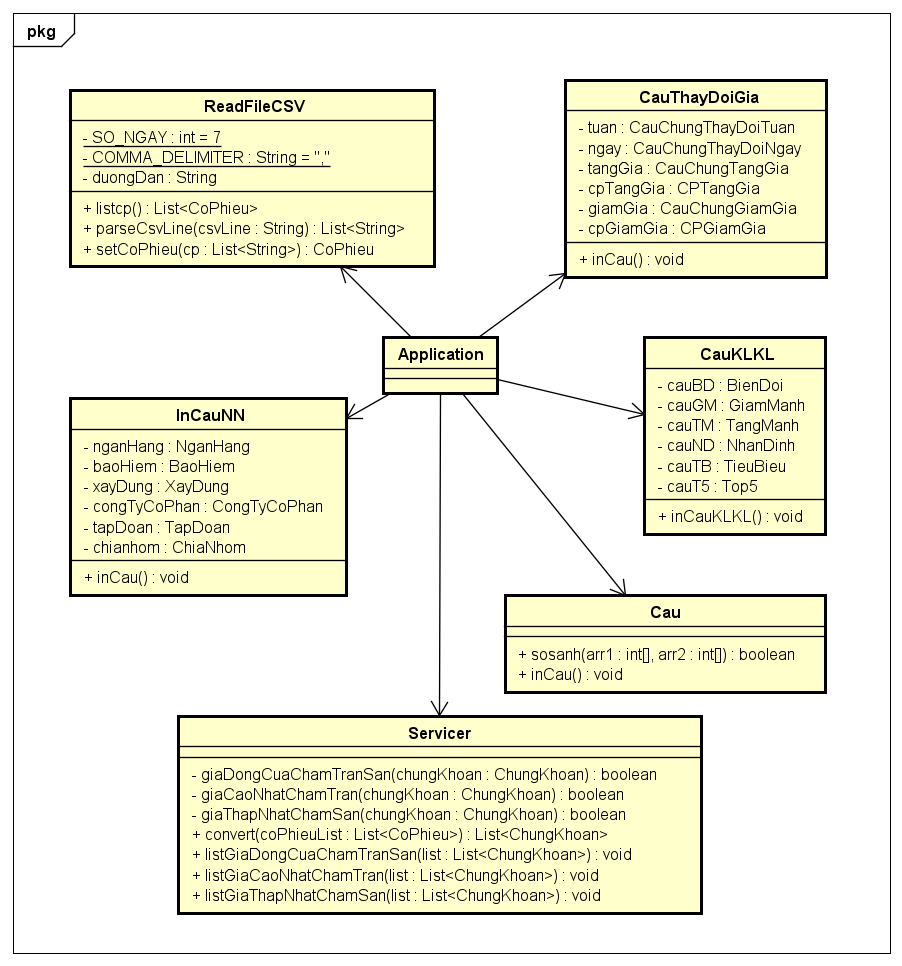 pkg
ReadFileCSV
- SO_NGAY : int = 7
- COMMA_DELIMITER : String = ","
- duongDan : String
+ listcp() : List<CoPhieu>
+ parseCsvLine(csvLine : String) : List<String>
+ setCoPhieu(cp : List<String>) : CoPhieu
CauThayDoiGia
- tuan : CauChungThayDoiTuan
- ngay : CauChungThayDoiNgay
- tangGia : CauChungTangGia
- cpTangGia : CPTangGia
- giamGia : CauChungGiamGia
- cpGiamGia : CPGiamGia
+ inCau() : void
Application
CauKLKL
- cauBD : BienDoi
- cauGM : GiamManh
- cauTM : TangManh
- cauND : NhanDinh
- cauTB : TieuBieu
- cauT5 : Top5
+ inCauKLKL() : void
InCauNN
- nganHang : NganHang
- baoHiem : BaoHiem
- xayDung : XayDung
- congTyCoPhan : CongTyCoPhan
- tapDoan : TapDoan
- chianhom : ChiaNhom
+ inCau() : void
Cau
+ sosanh(arr1 : int[], arr2 : int[]) : boolean
+ inCau() : void
Servicer
- giaDongCuaChamTranSan(chungKhoan : ChungKhoan) : boolean
- giaCaoNhatChamTran(chungKhoan : ChungKhoan) : boolean
- giaThapNhatChamSan(chungKhoan : ChungKhoan) : boolean
+ convert(coPhieuList : List<CoPhieu>) : List<ChungKhoan>
+ listGiaDongCuaChamTranSan(list : List<ChungKhoan>) : void
+ listGiaCaoNhatChamTran(list : List<ChungKhoan>) : void
+ listGiaThapNhatChamSan(list : List<ChungKhoan>) : void